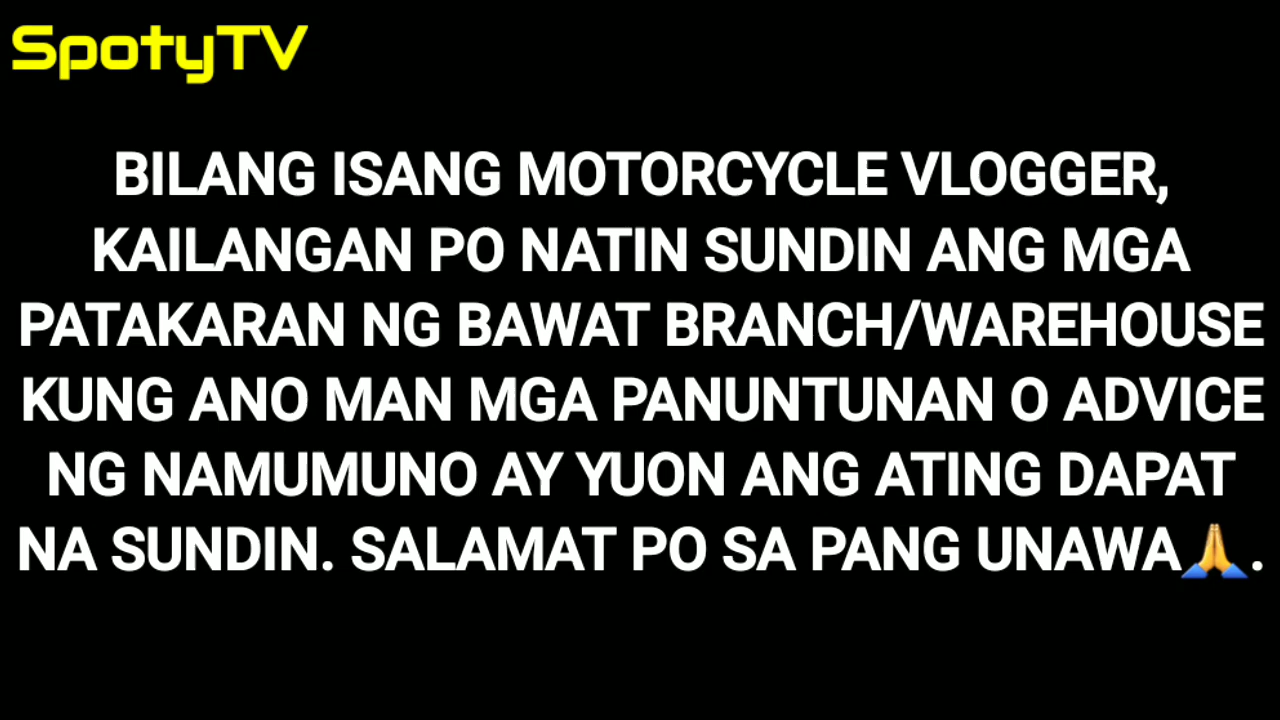 SpotyTV
BILANG ISANG MOTORCYCLE VLOGGER,
KAILANGAN PO NATIN SUNDIN ANG MGA
PATAKARAN NG BAWAT BRANCH/WAREHOUSE
KUNG ANO MAN MGA PANUNTUNAN O ADVICE
NG NAMUMUNO AY YUON ANG ATING DAPAT
NA SUNDIN. SALAMAT PO SA PANG UNAWA🙏.